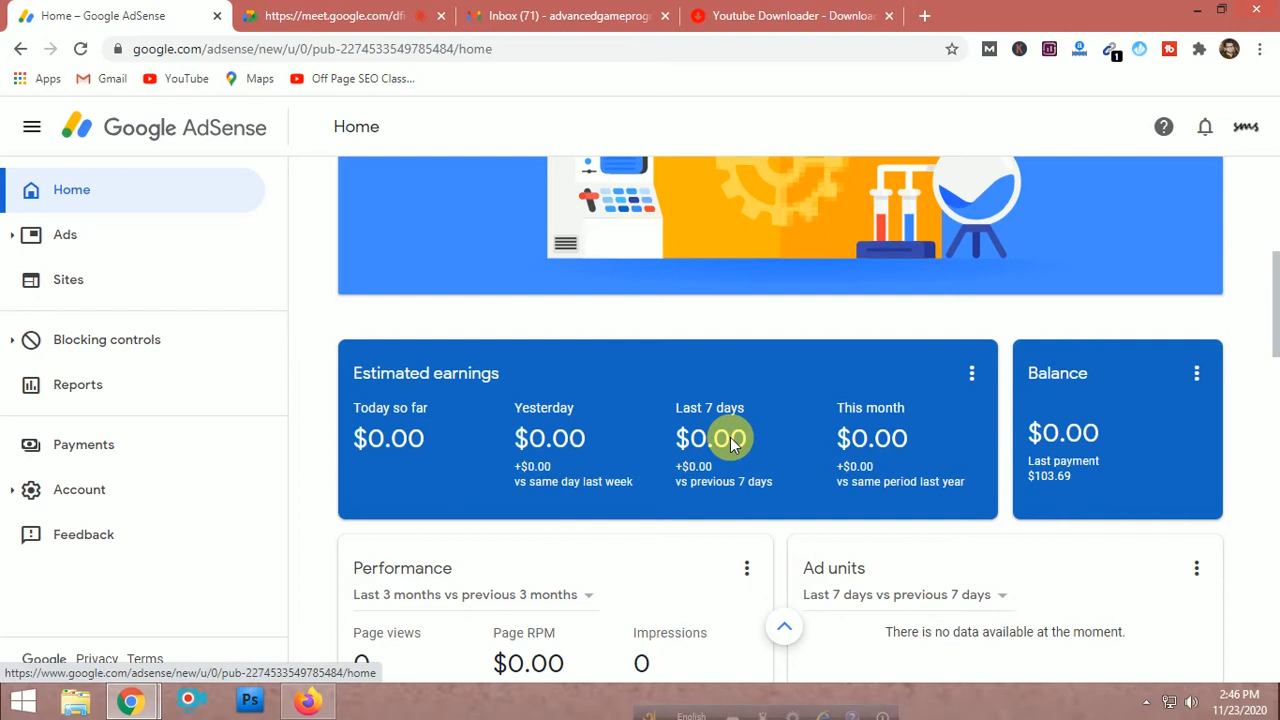 Home – Google AdSense
https://meet.google.com/dfi
Inbox (71) - advancedgameprog
Youtube Downloader - Downloa
google.com/adsense/new/u/0/pub-2274533549785484/home
1
Apps
Gmail
YouTube
Maps
Off Page SEO Class...
Google AdSense
Home
sms
Home
Ads
Sites
Blocking controls
Reports
Payments
Account
Feedback
Google Privacy Terms
Estimated earnings
Today so far
$0.00
Yesterday
$0.00
+$0.00
vs same day last week
Last 7 days
$0.00
+$0.00
vs previous 7 days
This month
$0.00
+$0.00
vs same period last year
Balance
$0.00
Last payment
$103.69
Performance
Last 3 months vs previous 3 months
Page views
0
Page RPM
$0.00
Impressions
0
Ad units
Last 7 days vs previous 7 days
There is no data available at the moment.
https://www.google.com/adsense/new/u/0/pub-2274533549785484/home
Ps
English
2:46 PM
11/23/2020